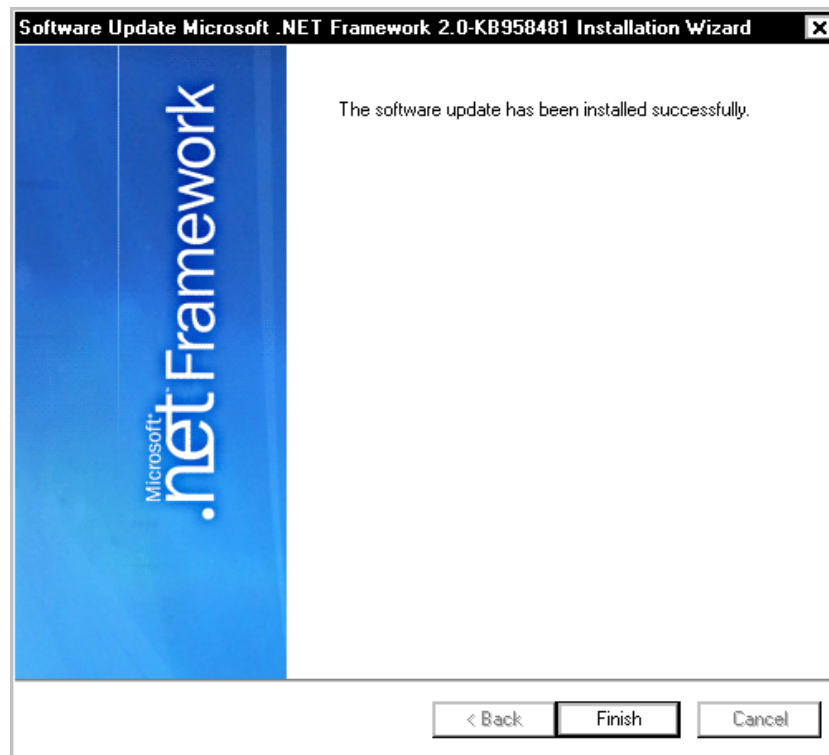 Software Update Microsoft .NET Framework 2.0-KB958481 Installation Wizard
The software update has been installed successfully.
Microsoft®
.net Framework
< Back
Finish
Cancel